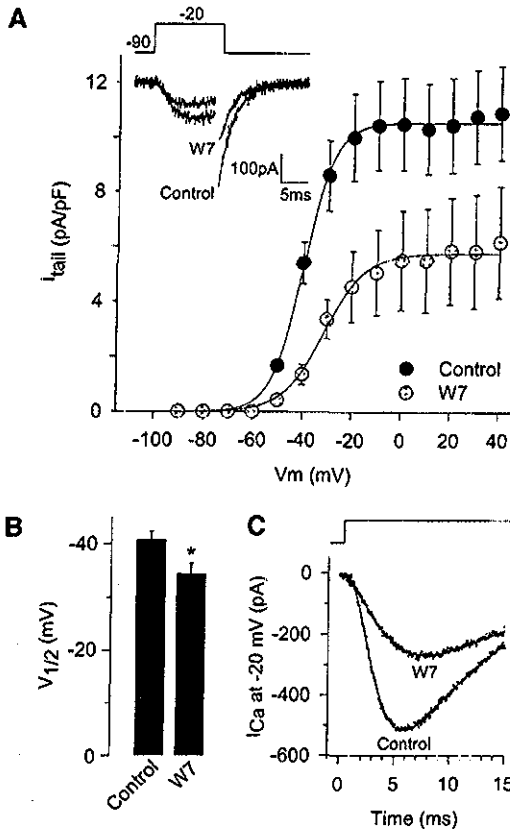 A
-20
-90
12
8
4
0
i tail (pA/pF)
W7
Control
100pA
5ms
Control
W7
-100 -80 -60 -40 -20 0 20 40
Vm (mV)
B
-40
-20
0
V1/2 (mV)
*
Control
W7
C
0
-200
-400
-600
ICa at -20 mV (pA)
W7
Control
0 5 10 15
Time (ms)